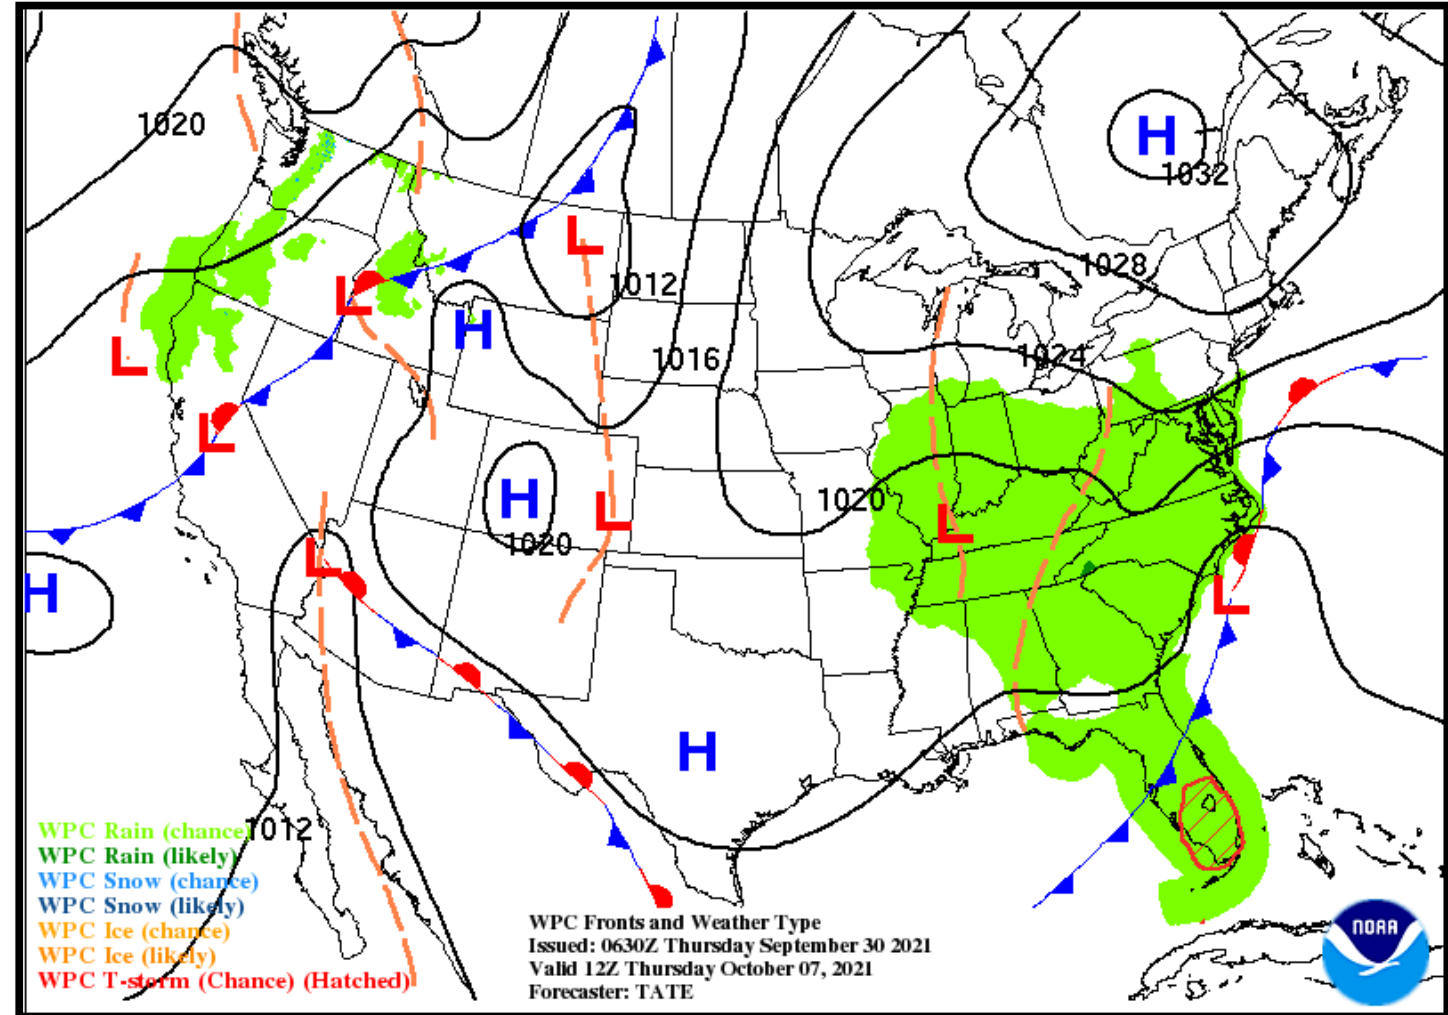 H
1020
1032
L
1028
1012
L
H
1016
1024
L
L
H
1020
L
L
1020
L
H
L
H
1012
WPC Rain (chance)
WPC Rain (likely)
WPC Snow (chance)
WPC Snow (likely)
WPC Ice (chance)
WPC Ice (likely)
WPC T-storm (Chance) (Hatched)
WPC Fronts and Weather Type
Issued: 0630Z Thursday September 30 2021
Valid 12Z Thursday October 07, 2021
Forecaster: TATE
NOAA